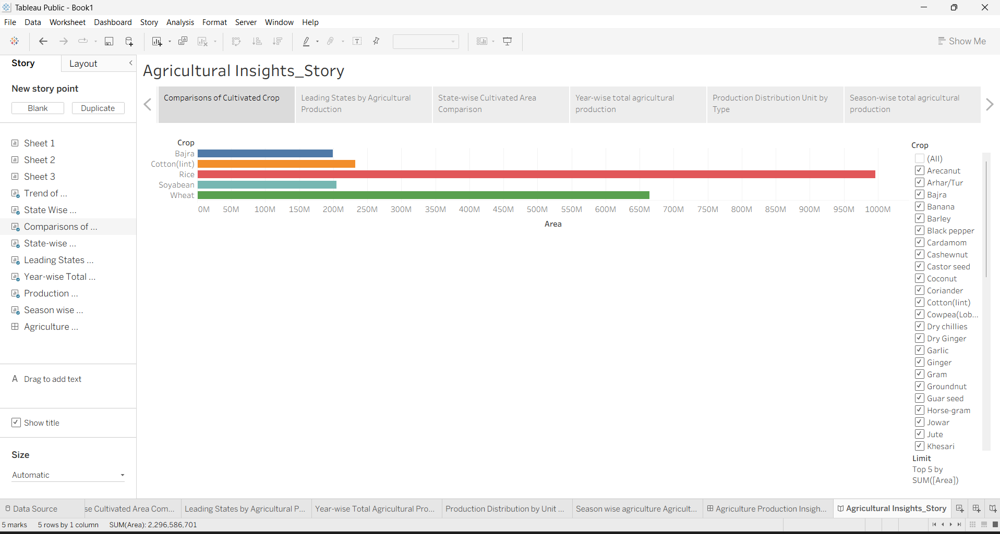 Tableau Public - Book1
File Data Worksheet Dashboard Story Analysis Format Server Window Help
Show Me
Story Layout
New story point
Blank Duplicate
Sheet 1
Sheet 2
Sheet 3
Trend of ...
State Wise ...
Comparisons of ...
State-wise ...
Leading States ...
Year-wise Total ...
Production ...
Season wise ...
Agriculture ...
A Drag to add text
Show title
Size
Automatic
Agricultural Insights_Story
Comparisons of Cultivated Crop
Leading States by Agricultural
Production
State-wise Cultivated Area
Comparison
Year-wise total agricultural
production
Production Distribution Unit by
Type
Season-wise total agricultural
production
Crop
Bajra
Cotton(lint)
Rice
Soyabean
Wheat
0M 50M 100M 150M 200M 250M 300M 350M 400M 450M 500M 550M 600M 650M 700M 750M 800M 850M 900M 950M 1000M
Area
Crop
(All)
Arecanut
Arhar/Tur
Bajra
Banana
Barley
Black pepper
Cardamom
Cashewnut
Castor seed
Coconut
Coriander
Cotton(lint)
Cowpea(Lob...
Dry chillies
Dry Ginger
Garlic
Ginger
Gram
Groundnut
Guar seed
Horse-gram
Jowar
Jute
Khesari
Limit
Top 5 by
SUM([Area])
Data Source se Cultivated Area Com... Leading States by Agricultural P... Year-wise Total Agricultural Pro... Production Distribution by Unit ... Season wise agriculture Agricult... Agriculture Production Insigh... Agricultural Insights_Story
5 marks 5 rows by 1 column SUM(Area): 2,296,586,701